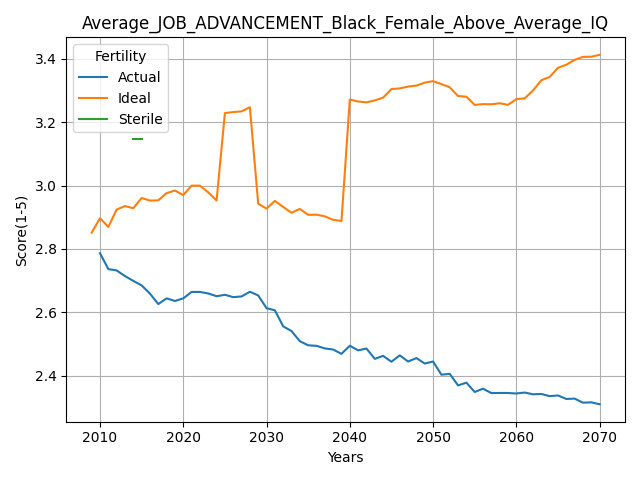 Average_JOB_ADVANCEMENT_Black_Female_Above_Average_IQ
Fertility
Actual
Ideal
Sterile
Score(1-5)
3.4
3.2
3.0
2.8
2.6
2.4
2010 2020 2030 2040 2050 2060 2070
Years